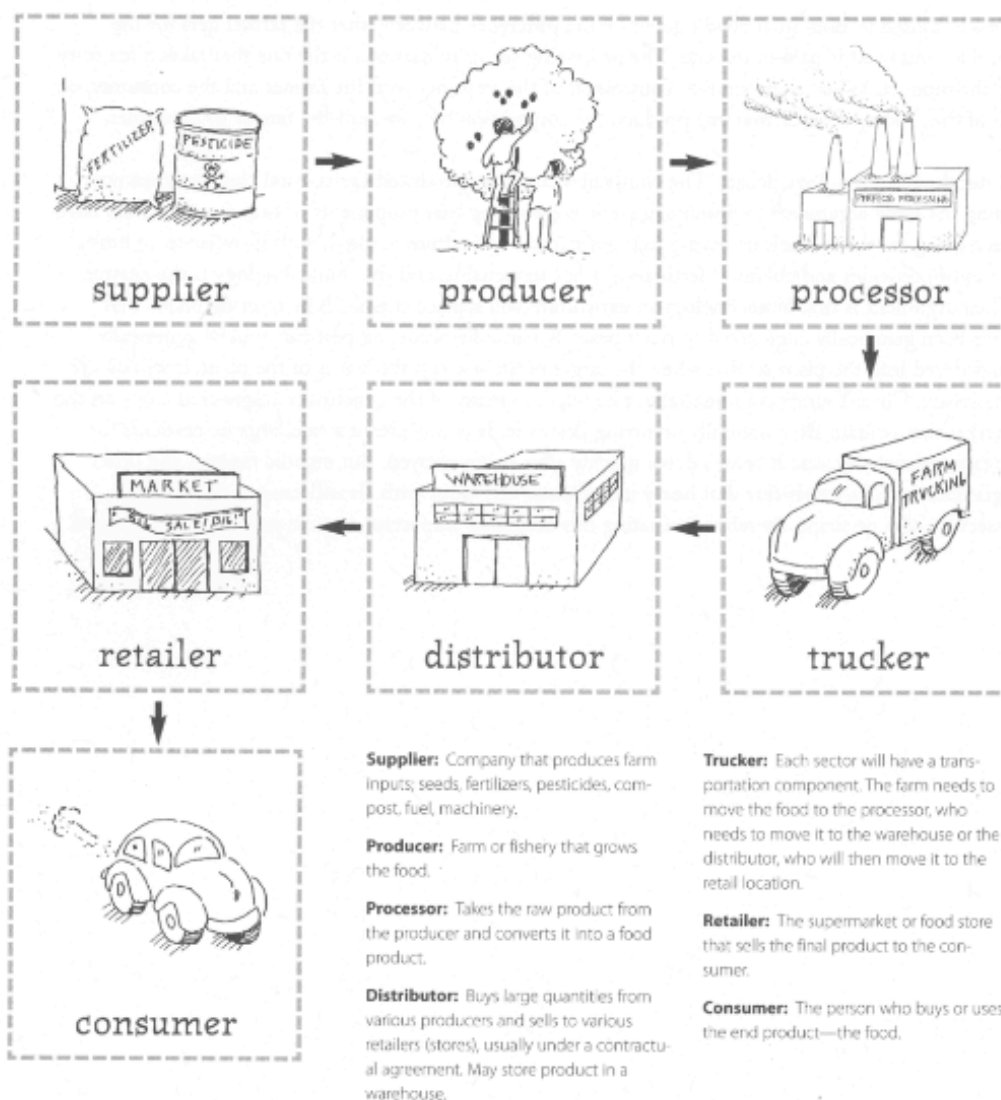 FERTILIZER
PESTICIDE
supplier
producer
processor
MARKET
WAREHOUSE
FARM
TRUCKING
retailer
distributor
trucker
consumer
Supplier: Company that produces farm
inputs; seeds, fertilizers, pesticides, com-
post, fuel, machinery.
Producer: Farm or fishery that grows
the food.
Processor: Takes the raw product from
the producer and converts it into a food
product.
Distributor: Buys large quantities from
various producers and sells to various
retailers (stores), usually under a contractu-
al agreement. May store product in a
warehouse.
Trucker: Each sector will have a trans-
portation component. The farm needs to
move the food to the processor, who
needs to move it to the warehouse or the
distributor, who will then move it to the
retail location.
Retailer: The supermarket or food store
that sells the final product to the con-
sumer.
Consumer: The person who buys or uses
the end product—the food.